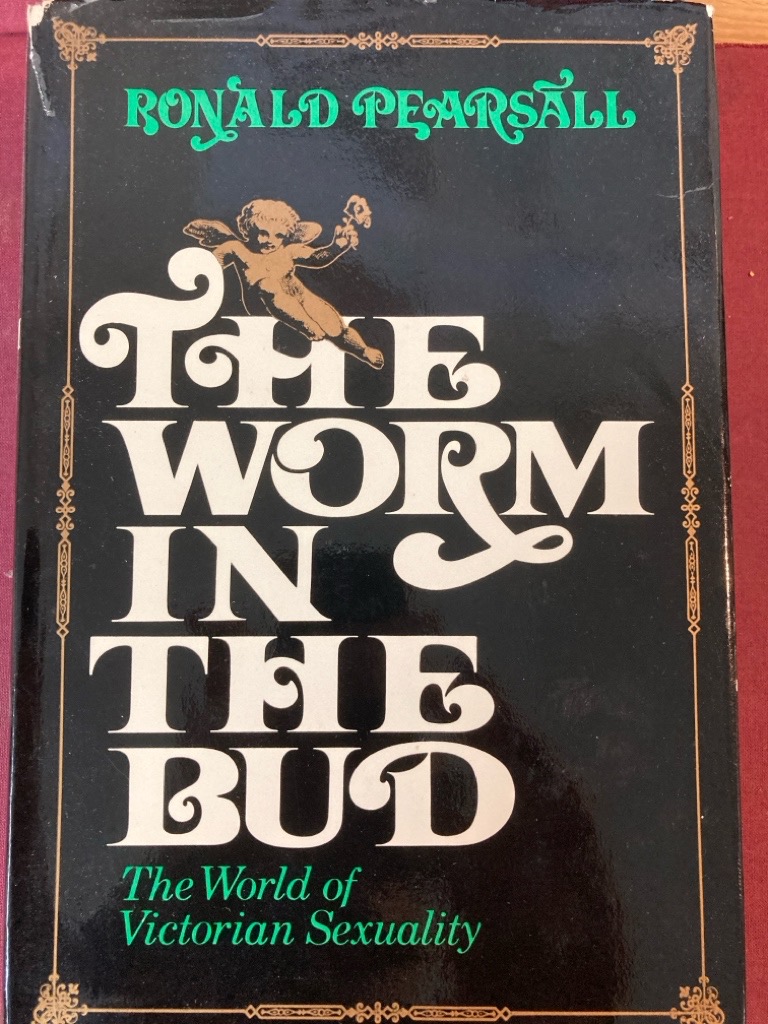 RONALD PEARSALL
THE
WORM
IN
THE
BUD
The World of
Victorian Sexuality